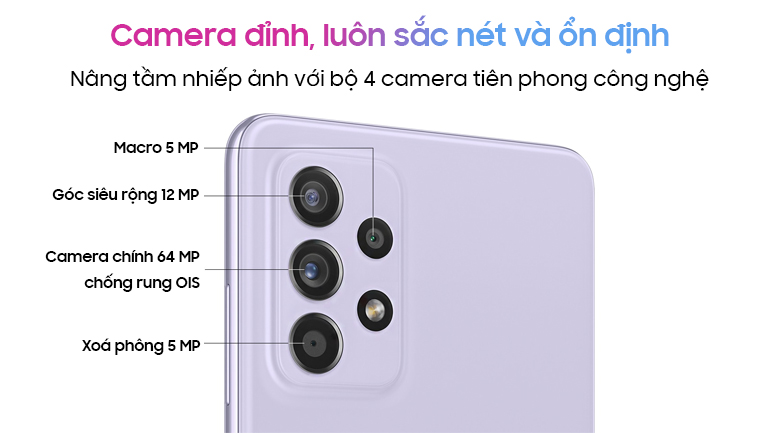 Camera đỉnh, luôn sắc nét và ổn định
Nâng tầm nhiếp ảnh với bộ 4 camera tiên phong công nghệ
Macro 5 MP
Góc siêu rộng 12 MP
Camera chính 64 MP
chống rung OIS
Xoá phông 5 MP